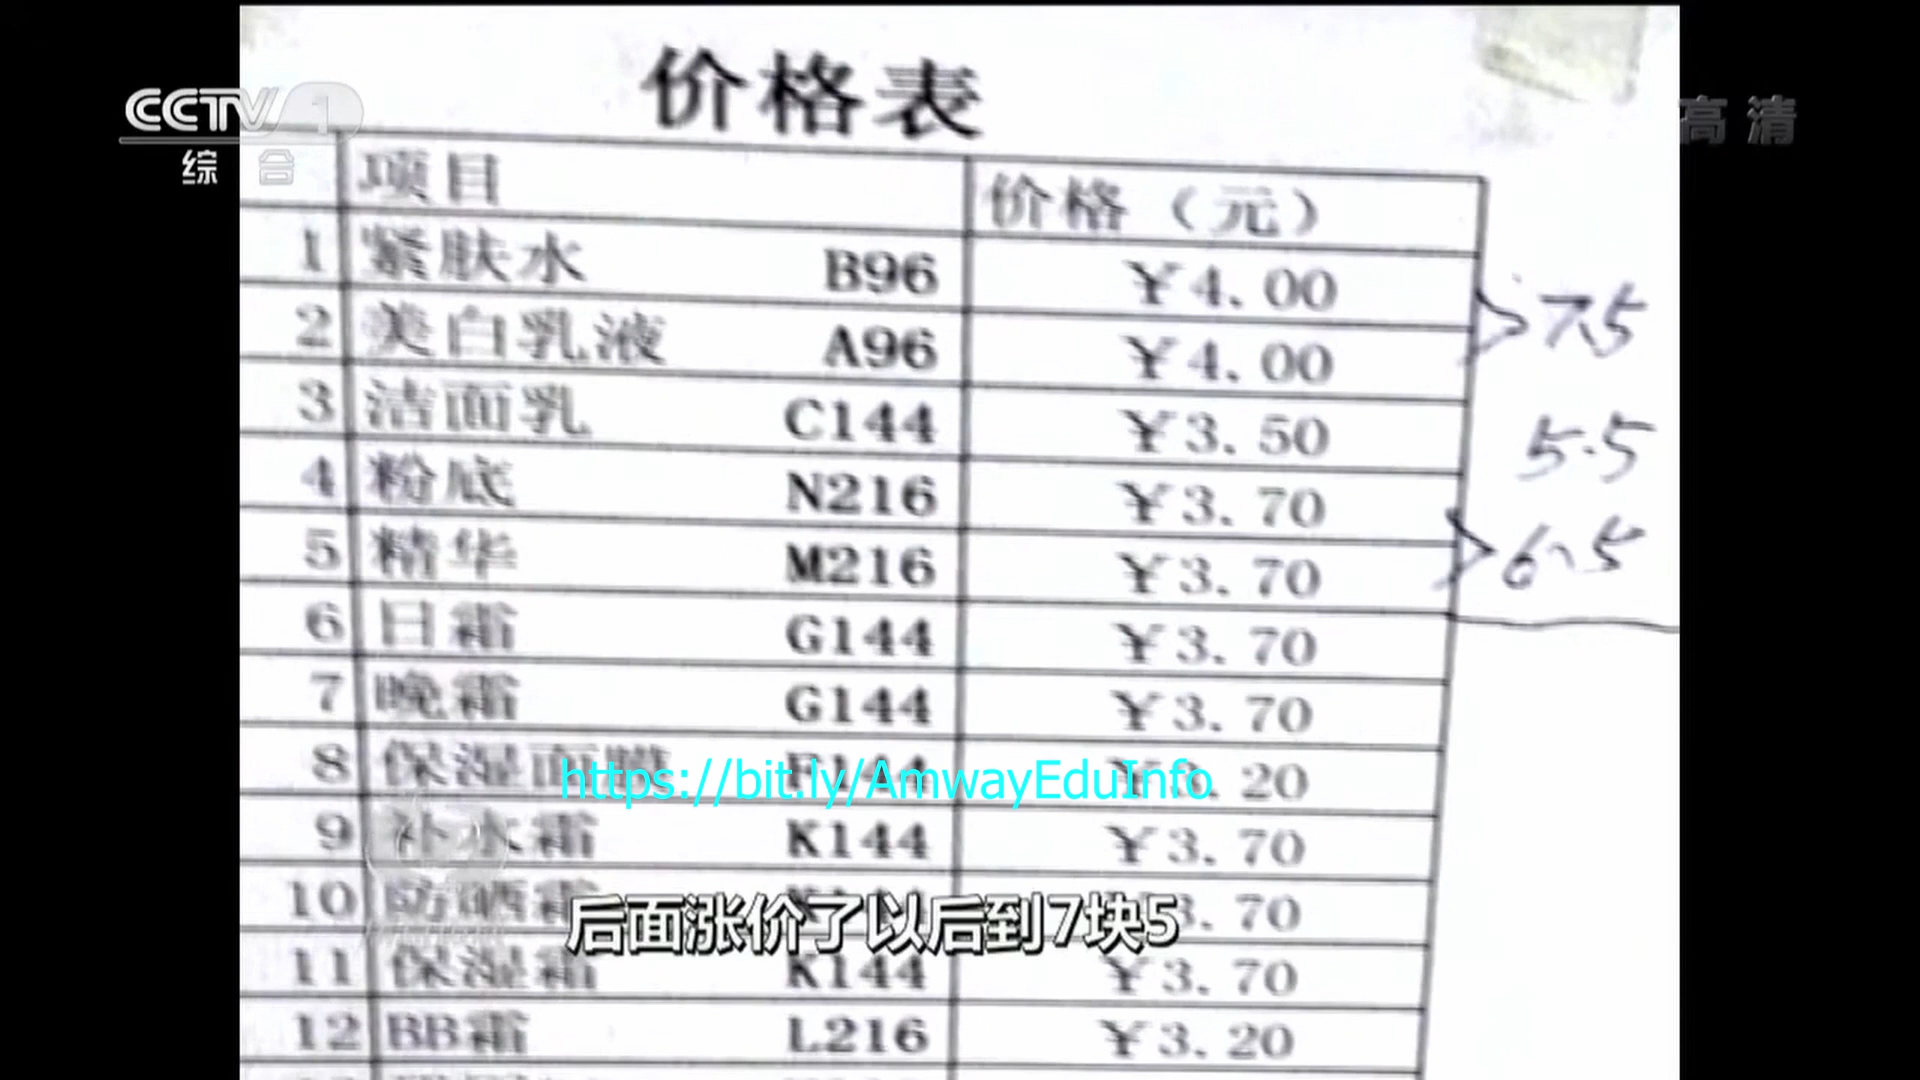 价格表
CCTV 1
高清
综合
项目 价格（元）
1 紧肤水 B96 ¥4.00
2 美白乳液 A96 ¥4.00
7.5
3 洁面乳 C144 ¥3.50
5.5
4 粉底 N216 ¥3.70
5 精华 M216 ¥3.70
6.5
6 日霜 G144 ¥3.70
7 晚霜 G144 ¥3.70
8 保湿面膜 F144 ¥3.20
https://bit.ly/AmwayEduInfo
9 补水霜 K144 ¥3.70
10 防晒霜 3.70
后面涨价了以后到7块5
11 保湿霜 K144 ¥3.70
12 BB霜 L216 ¥3.20